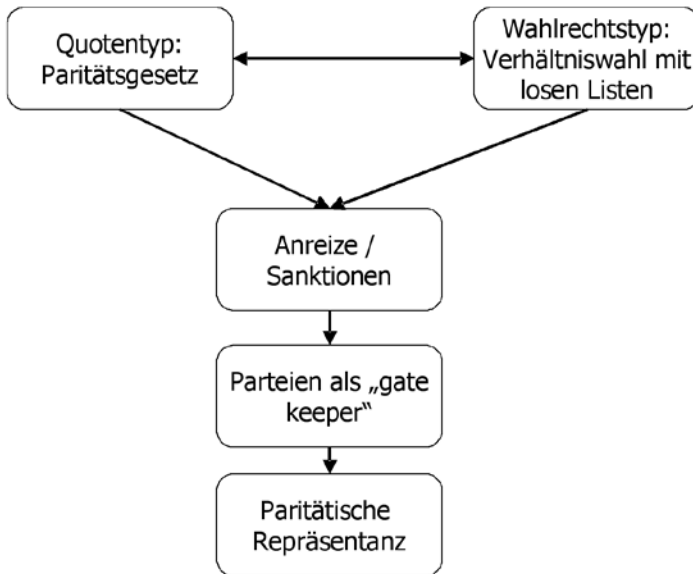 Quotentyp:
Paritätsgesetz
Wahlrechtstyp:
Verhältniswahl mit
losen Listen
Anreize /
Sanktionen
Parteien als „gate
keeper“
Paritätische
Repräsentanz